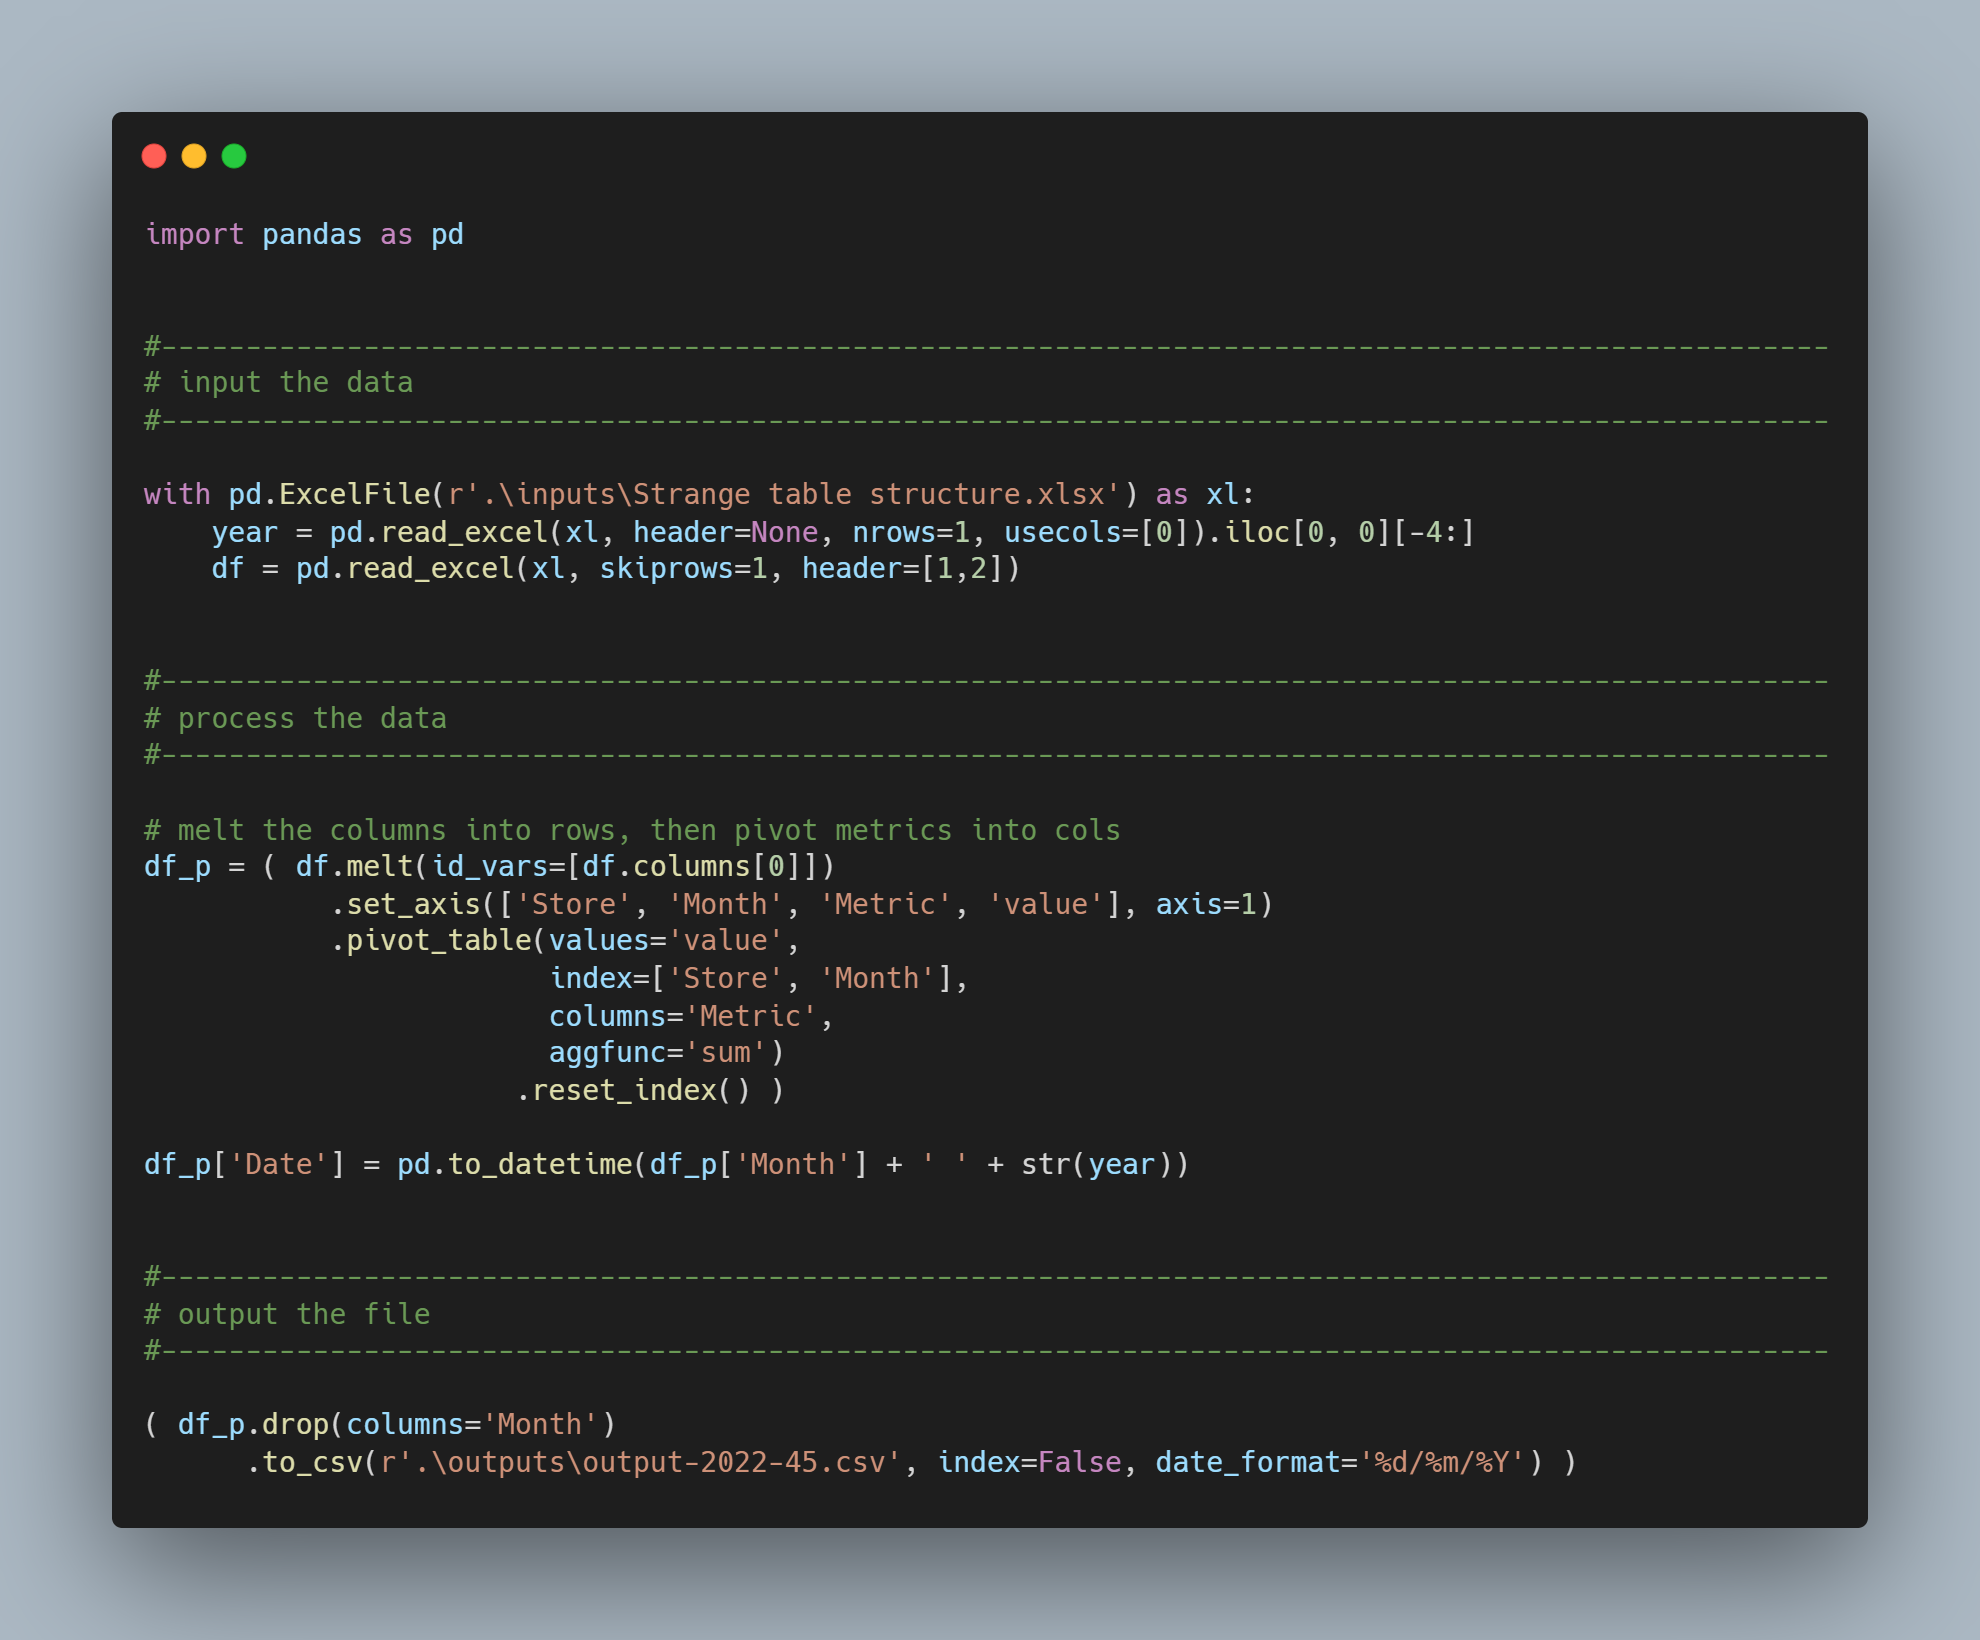 import pandas as pd
#---------------------------------------------------------------------------------------------------
# input the data
#---------------------------------------------------------------------------------------------------
with pd.ExcelFile(r'.\inputs\Strange table structure.xlsx') as xl:
    year = pd.read_excel(xl, header=None, nrows=1, usecols=[0]).iloc[0, 0][-4:]
    df = pd.read_excel(xl, skiprows=1, header=[1,2])
#---------------------------------------------------------------------------------------------------
# process the data
#---------------------------------------------------------------------------------------------------
# melt the columns into rows, then pivot metrics into cols
df_p = ( df.melt(id_vars=[df.columns[0]])
           .set_axis(['Store', 'Month', 'Metric', 'value'], axis=1)
           .pivot_table(values='value',
                        index=['Store', 'Month'],
                        columns='Metric',
                        aggfunc='sum')
                      .reset_index() )
df_p['Date'] = pd.to_datetime(df_p['Month'] + ' ' + str(year))
#---------------------------------------------------------------------------------------------------
# output the file
#---------------------------------------------------------------------------------------------------
( df_p.drop(columns='Month')
      .to_csv(r'.\outputs\output-2022-45.csv', index=False, date_format='%d/%m/%Y') )